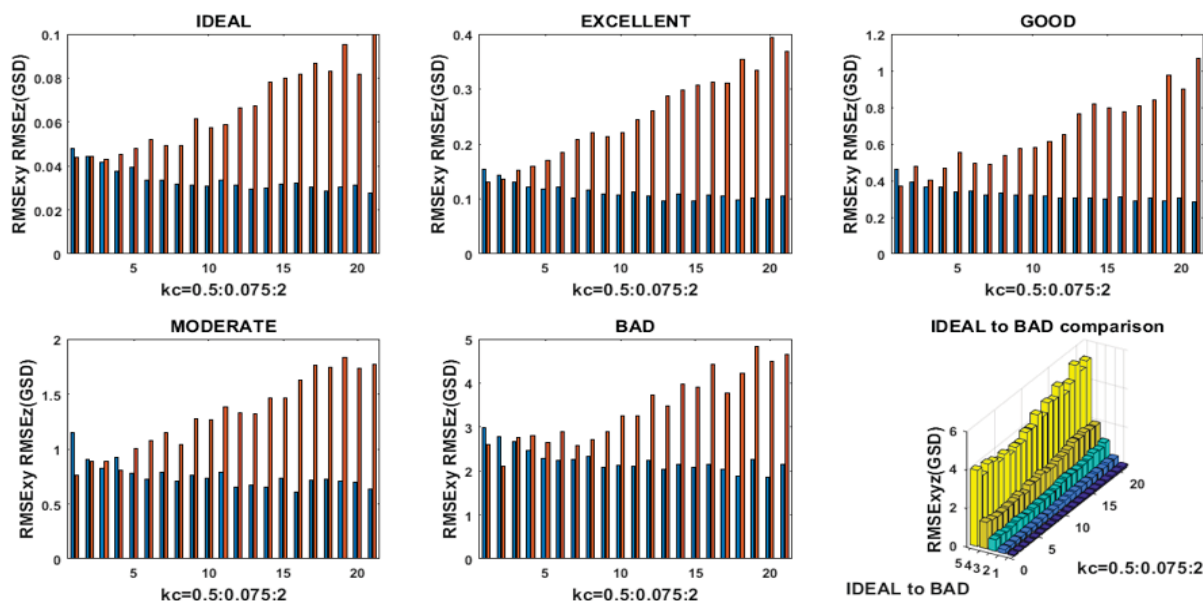 IDEAL
RMSExy RMSEz(GSD)
0.1
0.08
0.06
0.04
0.02
0
5 10 15 20
kc=0.5:0.075:2
EXCELLENT
RMSExy RMSEz(GSD)
0.4
0.3
0.2
0.1
0
5 10 15 20
kc=0.5:0.075:2
GOOD
RMSExy RMSEz(GSD)
1.2
1
0.8
0.6
0.4
0.2
0
5 10 15 20
kc=0.5:0.075:2
MODERATE
RMSExy RMSEz(GSD)
2
1.5
1
0.5
0
5 10 15 20
kc=0.5:0.075:2
BAD
RMSExy RMSEz(GSD)
5
4
3
2
1
0
5 10 15 20
kc=0.5:0.075:2
IDEAL to BAD comparison
RMSExyz(GSD)
6
4
2
0
5 4 3 2 1
0 5 10 15 20
kc=0.5:0.075:2
IDEAL to BAD